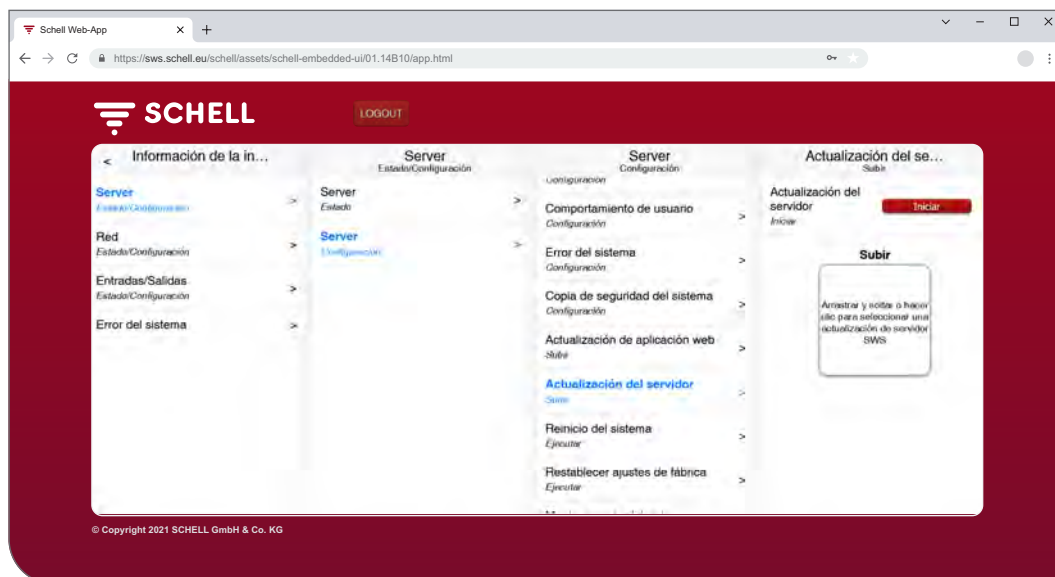 Schell Web-App
https://sws.schell.eu/schell/assets/schell-embedded-ui/01.14B10/app.html
SCHELL
LOGOUT
< Información de la in…
Server
Estado/Configuración >
Red
Estado/Configuración >
Entradas/Salidas
Estado/Configuración >
Error del sistema >
Server
Estado/Configuración
Server
Estado >
Server
Configuración >
Server
Configuración
Configuración
Comportamiento de usuario
Configuración >
Error del sistema
Configuración >
Copia de seguridad del sistema
Configuración >
Actualización de aplicación web
Subir >
Actualización del servidor
Subir >
Reinicio del sistema
Ejecutar >
Restablecer ajustes de fábrica
Ejecutar >
Actualización del se…
Subir
Actualización del
servidor
Iniciar
Iniciar
Subir
Arrastrar y soltar o hacer
clic para seleccionar una
actualización de servidor
SWS
© Copyright 2021 SCHELL GmbH & Co. KG